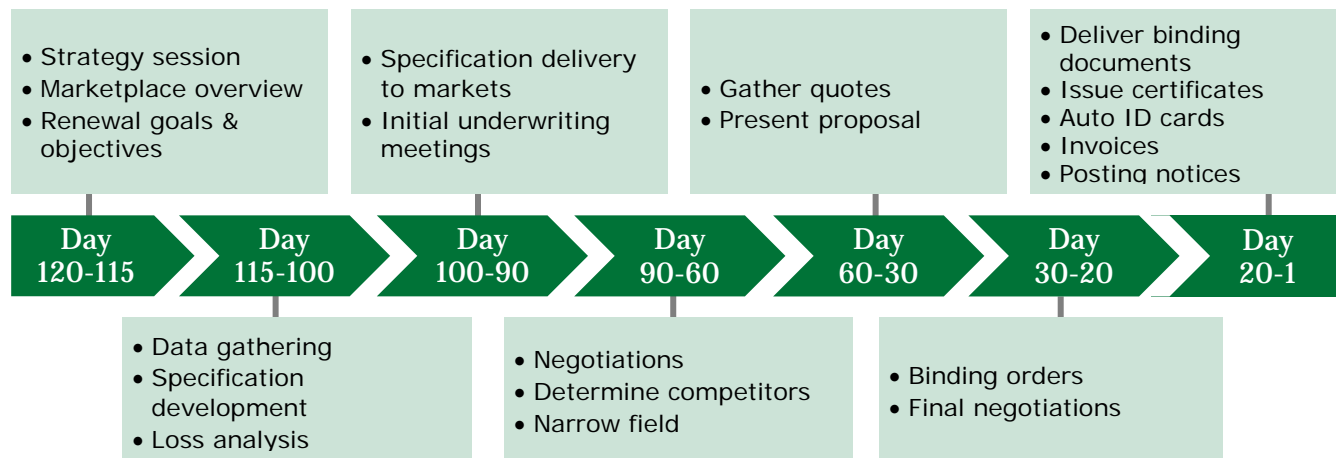 • Strategy session
• Marketplace overview
• Renewal goals &
objectives
• Specification delivery
to markets
• Initial underwriting
meetings
• Gather quotes
• Present proposal
• Deliver binding
documents
• Issue certificates
• Auto ID cards
• Invoices
• Posting notices
Day
120-115
Day
115-100
Day
100-90
Day
90-60
Day
60-30
Day
30-20
Day
20-1
• Data gathering
• Specification
development
• Loss analysis
• Negotiations
• Determine competitors
• Narrow field
• Binding orders
• Final negotiations